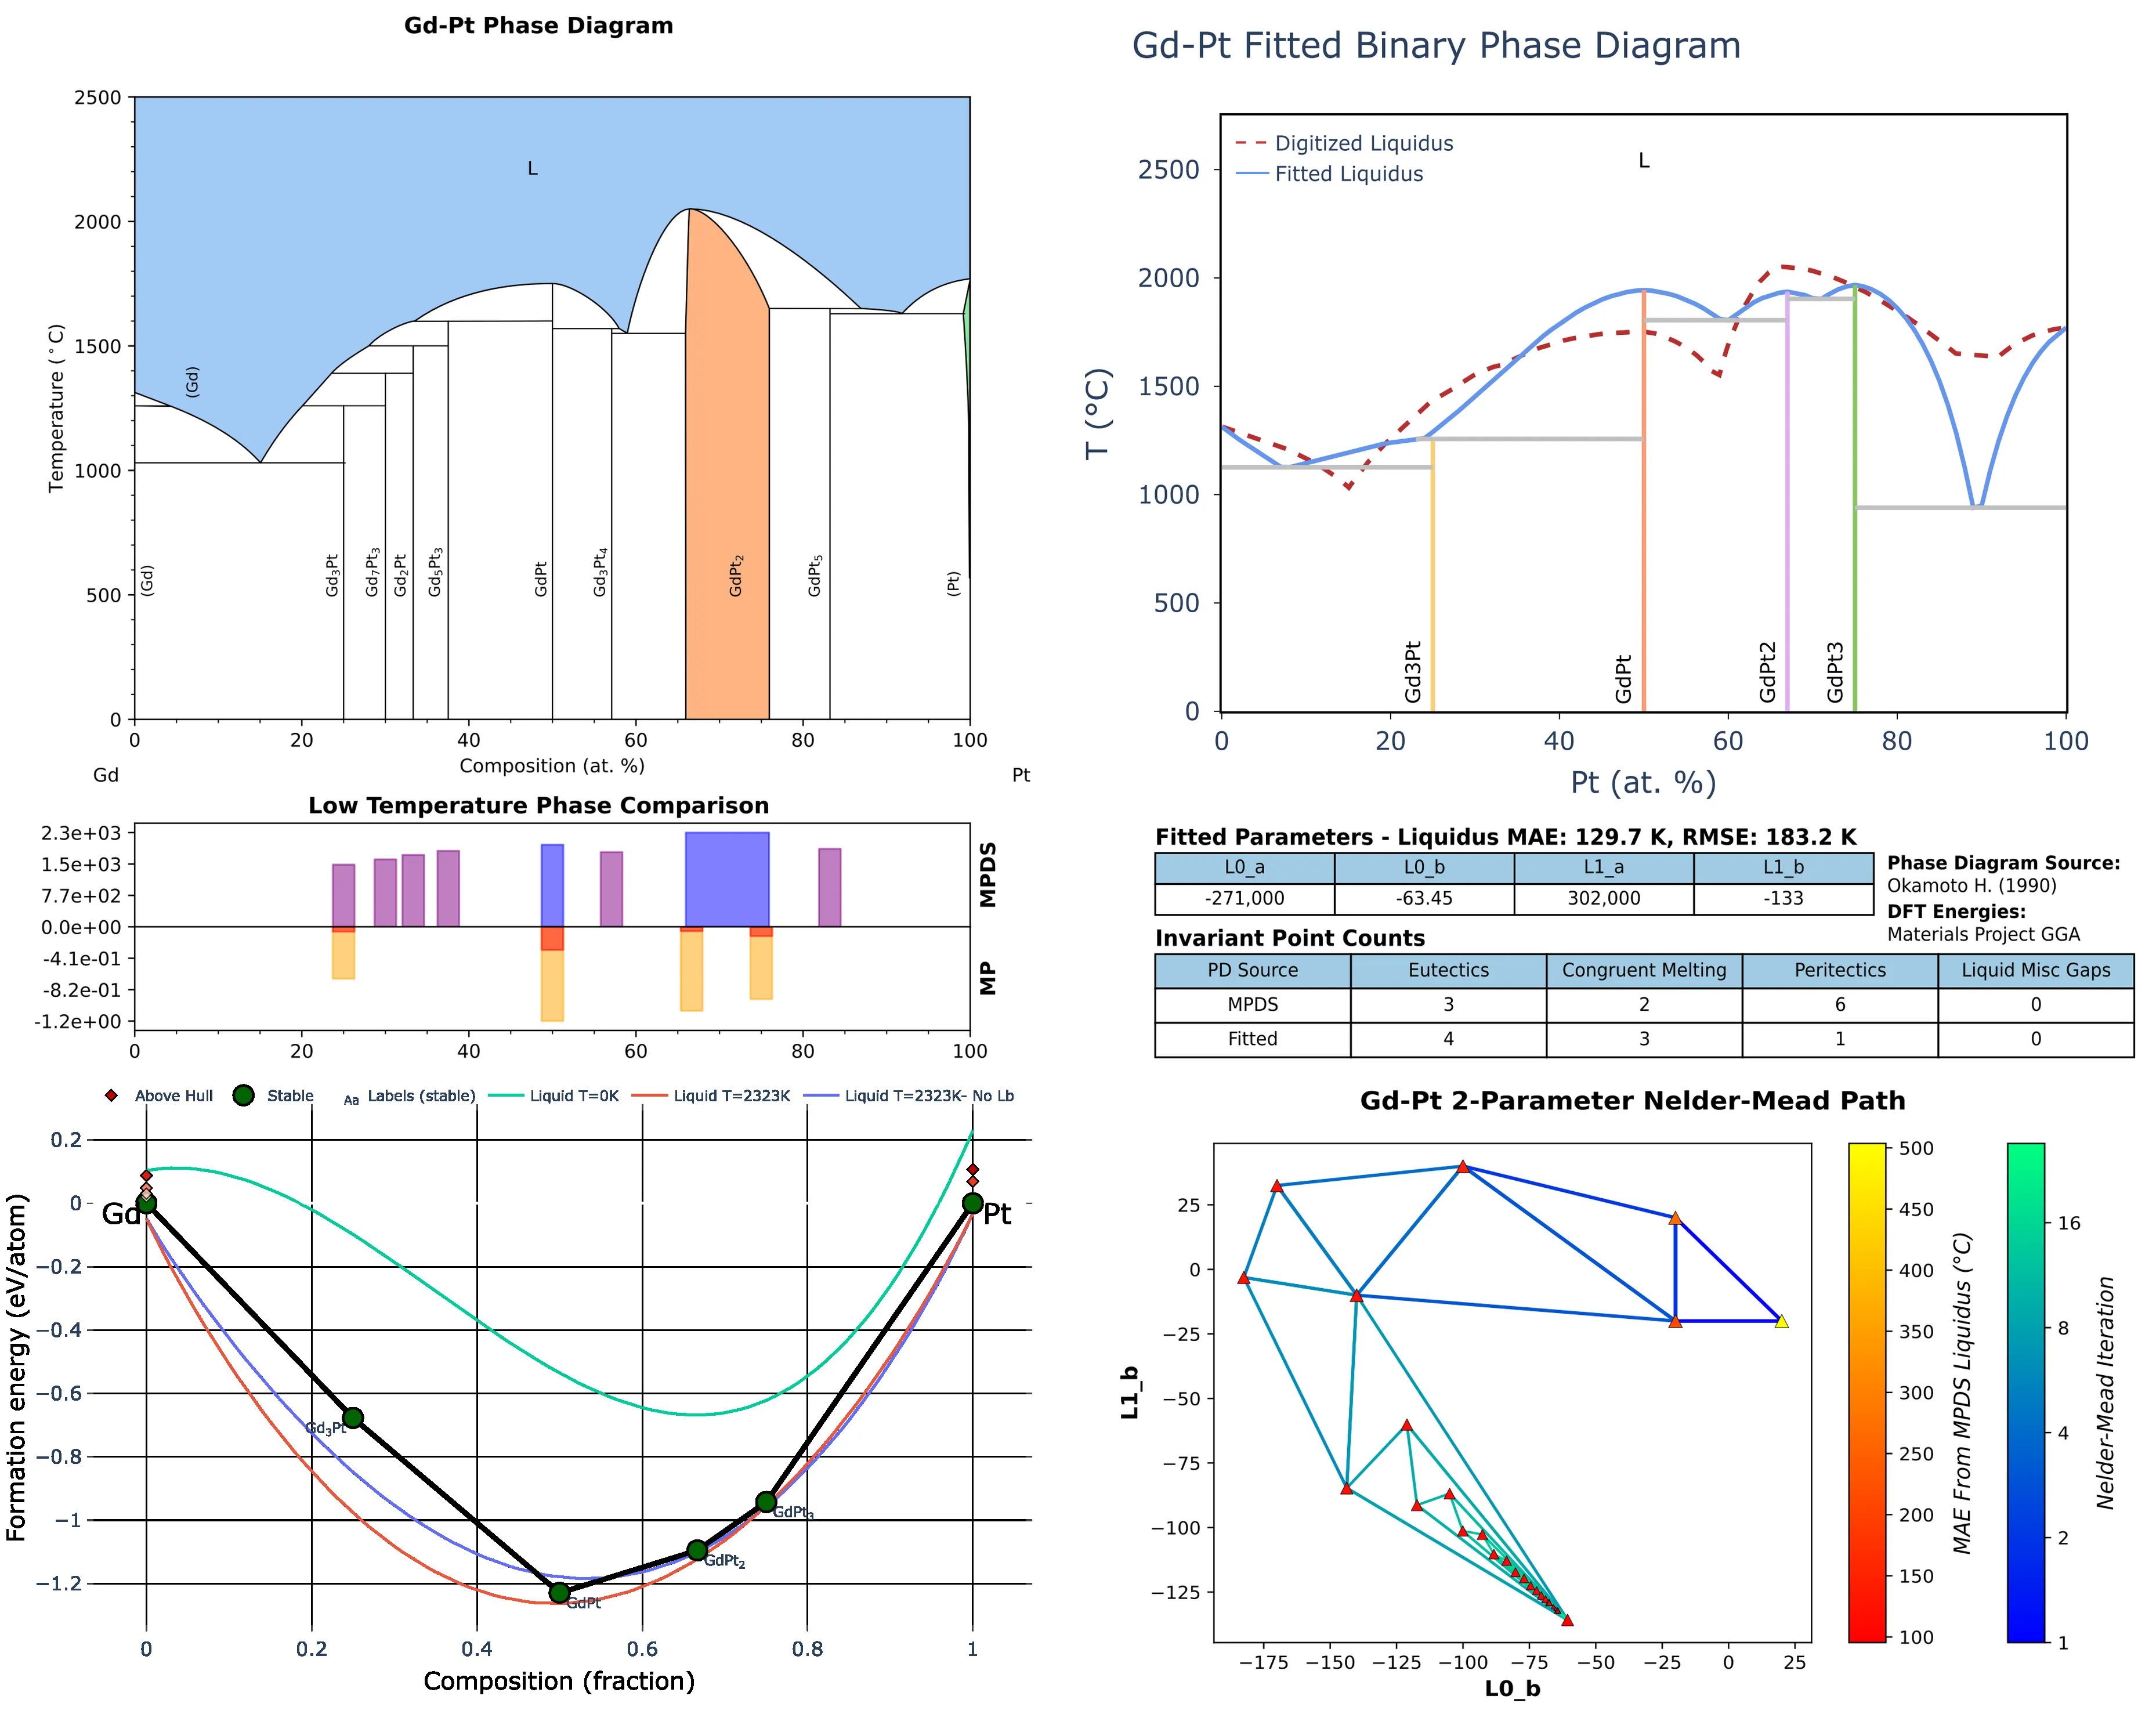 Gd-Pt Phase Diagram
2500
2000
1500
1000
500
0
Temperature (°C)
L
(Gd)
(Gd)
Gd3Pt
Gd7Pt3
Gd2Pt
Gd5Pt3
GdPt
Gd3Pt4
GdPt2
GdPt5
(Pt)
0 20 40 60 80 100
Composition (at. %)
Gd Pt
Low Temperature Phase Comparison
2.3e+03
1.5e+03
7.7e+02
0.0e+00
-4.1e-01
-8.2e-01
-1.2e+00
MPDS
MP
0 20 40 60 80 100
Above Hull Stable Aa Labels (stable) Liquid T=0K Liquid T=2323K Liquid T=2323K- No Lb
0.2
0
−0.2
−0.4
−0.6
−0.8
−1
−1.2
Formation energy (eV/atom)
Gd
Pt
Gd3Pt
GdPt
GdPt2
GdPt3
0 0.2 0.4 0.6 0.8 1
Composition (fraction)
Gd-Pt Fitted Binary Phase Diagram
Digitized Liquidus
Fitted Liquidus
L
2500
2000
1500
1000
500
0
T (°C)
Gd3Pt
GdPt
GdPt2
GdPt3
0 20 40 60 80 100
Pt (at. %)
Fitted Parameters - Liquidus MAE: 129.7 K, RMSE: 183.2 K
L0_a L0_b L1_a L1_b
-271,000 -63.45 302,000 -133
Phase Diagram Source:
Okamoto H. (1990)
DFT Energies:
Materials Project GGA
Invariant Point Counts
PD Source Eutectics Congruent Melting Peritectics Liquid Misc Gaps
MPDS 3 2 6 0
Fitted 4 3 1 0
Gd-Pt 2-Parameter Nelder-Mead Path
25
0
−25
−50
−75
−100
−125
L1_b
−175 −150 −125 −100 −75 −50 −25 0 25
L0_b
500
450
400
350
300
250
200
150
100
MAE From MPDS Liquidus (°C)
16
8
4
2
1
Nelder-Mead Iteration